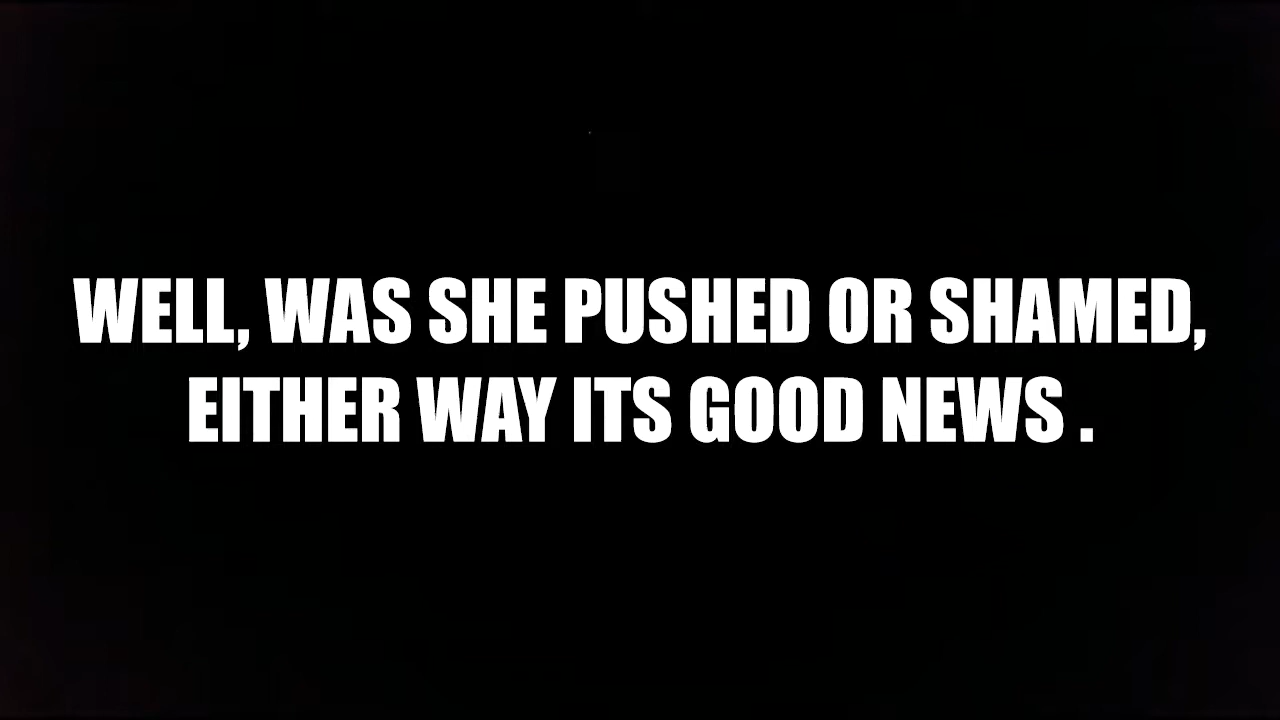 WELL, WAS SHE PUSHED OR SHAMED,
EITHER WAY ITS GOOD NEWS .